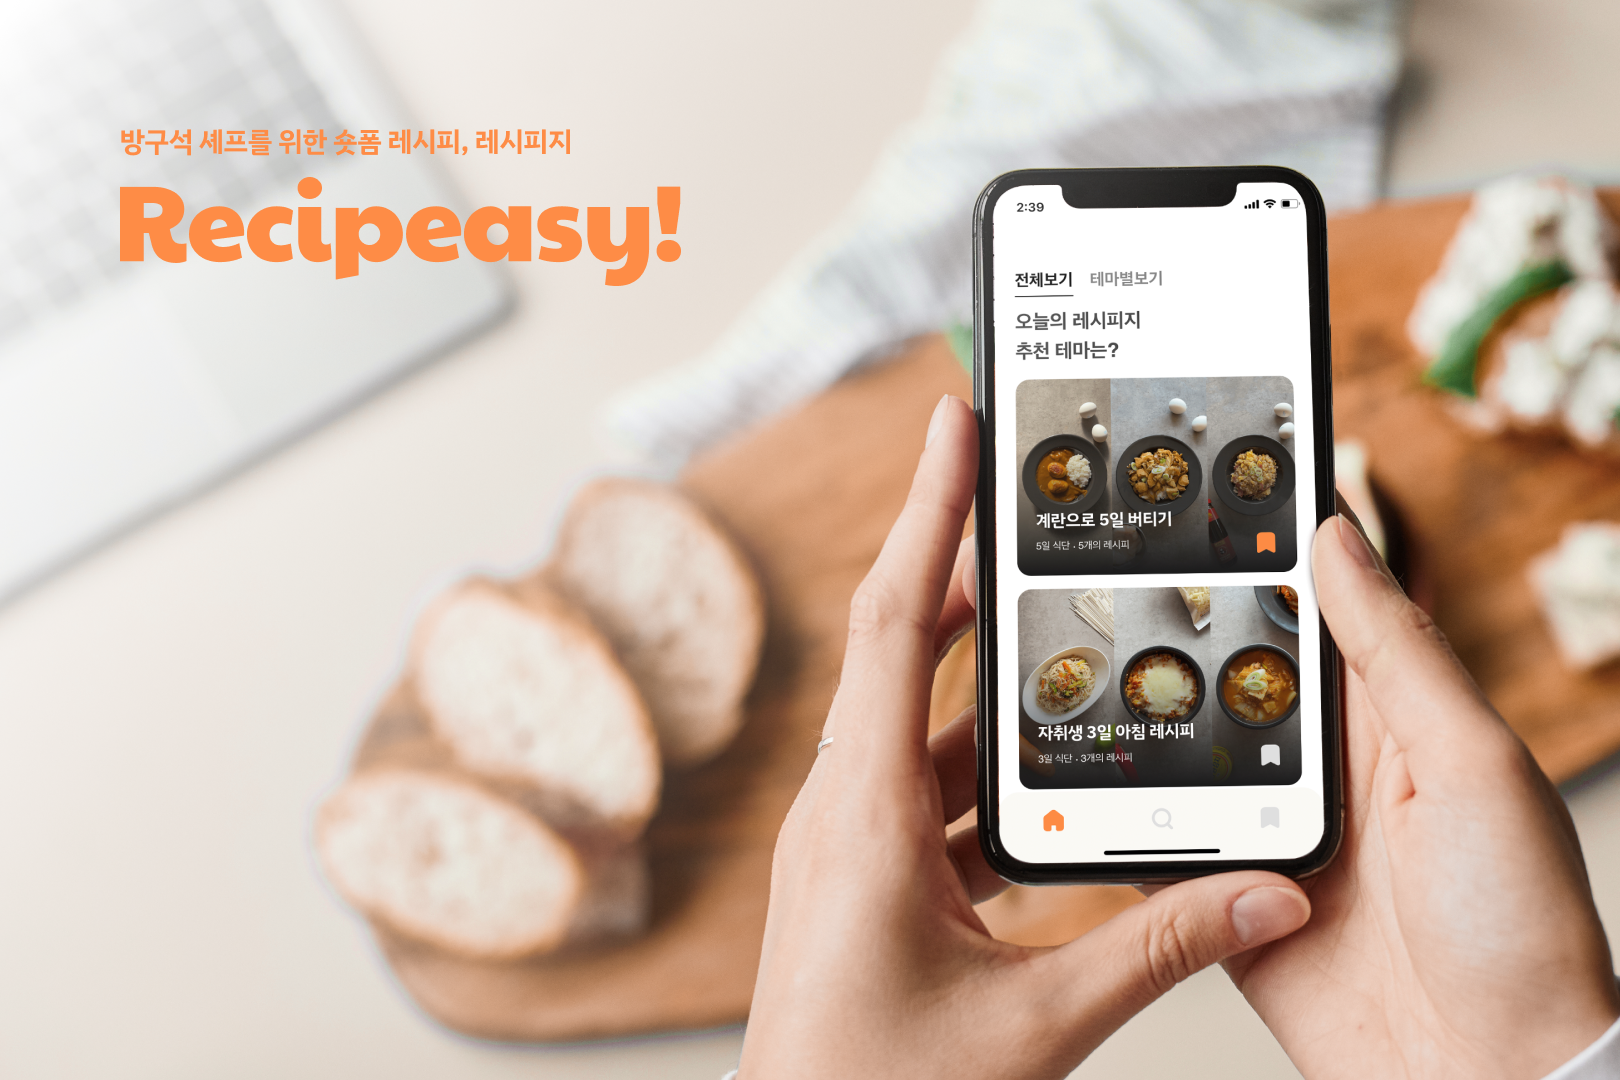 방구석 셰프를 위한 숏폼 레시피, 레시피지
Recipeasy!
2:39
전체보기 테마별보기
오늘의 레시피지
추천 테마는?
계란으로 5일 버티기
5일 식단 · 5개의 레시피
자취생 3일 아침 레시피
3일 식단 · 3개의 레시피